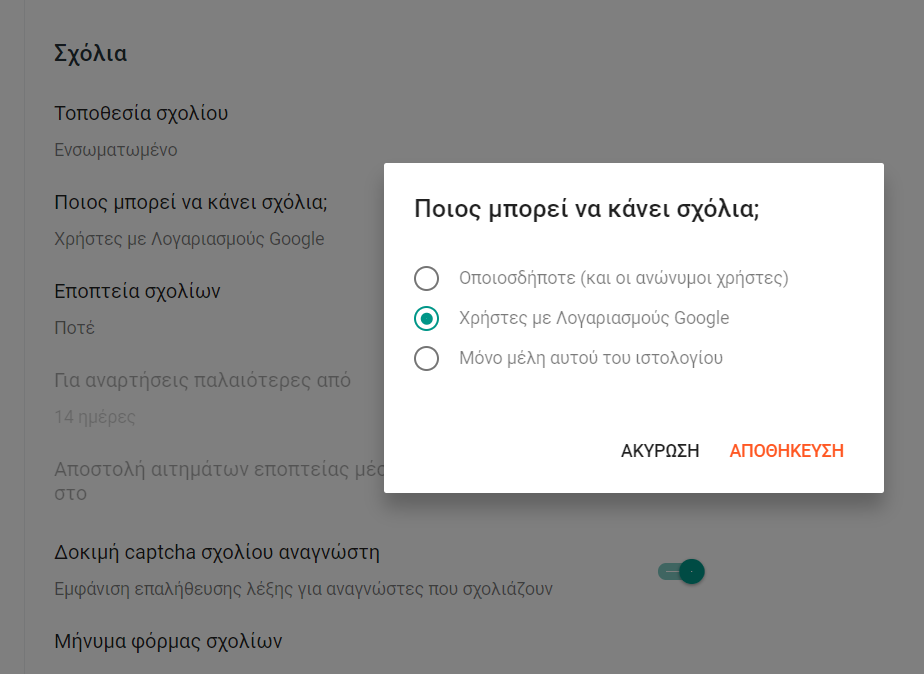 Σχόλια
Τοποθεσία σχολίου
Ενσωματωμένο
Ποιος μπορεί να κάνει σχόλια;
Χρήστες με Λογαριασμούς Google
Εποπτεία σχολίων
Ποτέ
Για αναρτήσεις παλαιότερες από
14 ημέρες
Αποστολή αιτημάτων εποπτείας
στο
Δοκιμή captcha σχολίου αναγνώστη
Εμφάνιση επαλήθευσης λέξης για αναγνώστες που σχολιάζουν
Μήνυμα φόρμας σχολίων
Ποιος μπορεί να κάνει σχόλια;
Οποιοσδήποτε (και οι ανώνυμοι χρήστες)
Χρήστες με Λογαριασμούς Google
Μόνο μέλη αυτού του ιστολογίου
ΑΚΥΡΩΣΗ ΑΠΟΘΗΚΕΥΣΗ